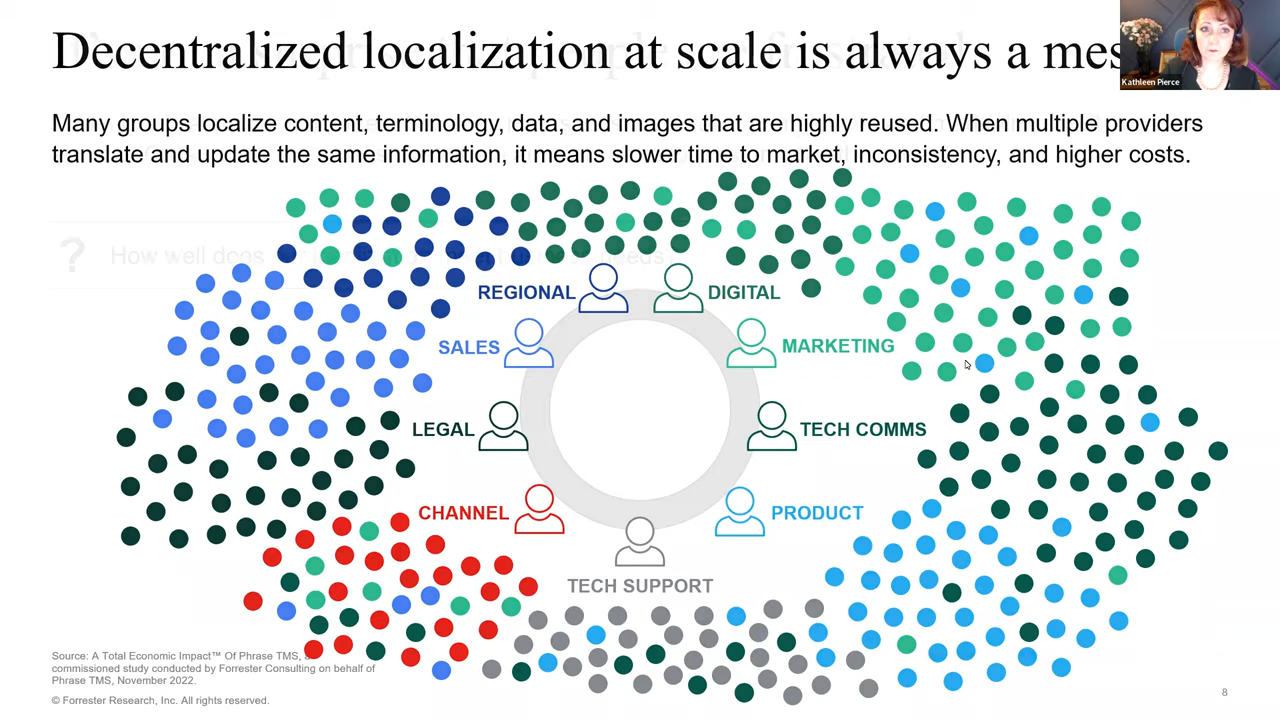 Decentralized localization at scale is always a mes
Kathleen Pierce
Many groups localize content, terminology, data, and images that are highly reused. When multiple providers
translate and update the same information, it means slower time to market, inconsistency, and higher costs.
? How well does
REGIONAL
DIGITAL
SALES
MARKETING
LEGAL
TECH COMMS
CHANNEL
PRODUCT
TECH SUPPORT
Source: A Total Economic Impact™ Of Phrase TMS,
commissioned study conducted by Forrester Consulting on behalf of
Phrase TMS, November 2022.
© Forrester Research, Inc. All rights reserved.
8